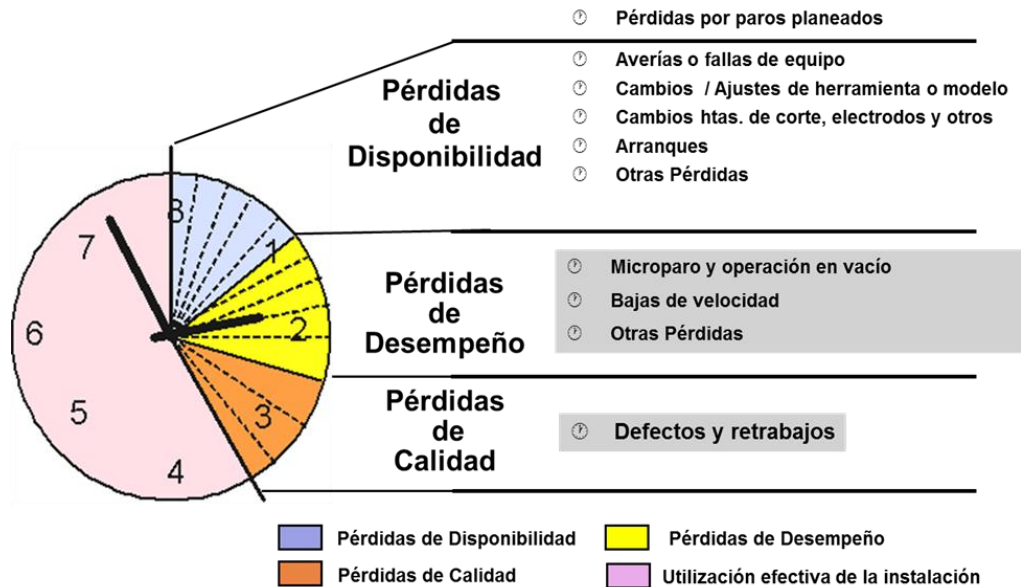 Pérdidas por paros planeados
Pérdidas
de
Disponibilidad
Averías o fallas de equipo
Cambios / Ajustes de herramienta o modelo
Cambios htas. de corte, electrodos y otros
Arranques
Otras Pérdidas
Pérdidas
de
Desempeño
Microparo y operación en vacío
Bajas de velocidad
Otras Pérdidas
Pérdidas
de
Calidad
Defectos y retrabajos
8
1
2
3
4
5
6
7
Pérdidas de Disponibilidad
Pérdidas de Desempeño
Pérdidas de Calidad
Utilización efectiva de la instalación